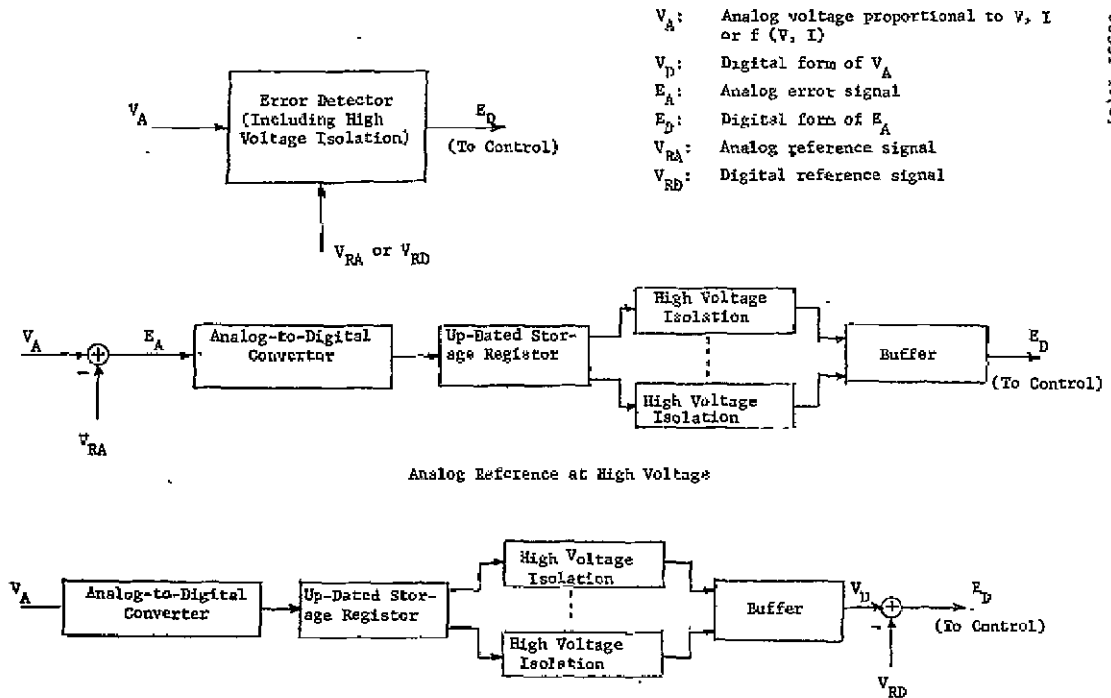 V_A: Analog voltage proportional to V, I
or f (V, I)
V_D: Digital form of V_A
E_A: Analog error signal
E_D: Digital form of E_A
V_RA: Analog reference signal
V_RD: Digital reference signal
V_A
Error Detector
(Including High
Voltage Isolation)
E_D
(To Control)
V_RA or V_RD
V_A
+
-
V_RA
E_A
Analog-to-Digital
Convertor
Up-Dated Stor-
age Register
High Voltage
Isolation
High Voltage
Isolation
Buffer
E_D
(To Control)
Analog Reference at High Voltage
V_A
Analog-to-Digital
Converter
Up-Dated Stor-
age Register
High Voltage
Isolation
High Voltage
Isolation
Buffer
V_D
+
-
V_RD
E_D
(To Control)